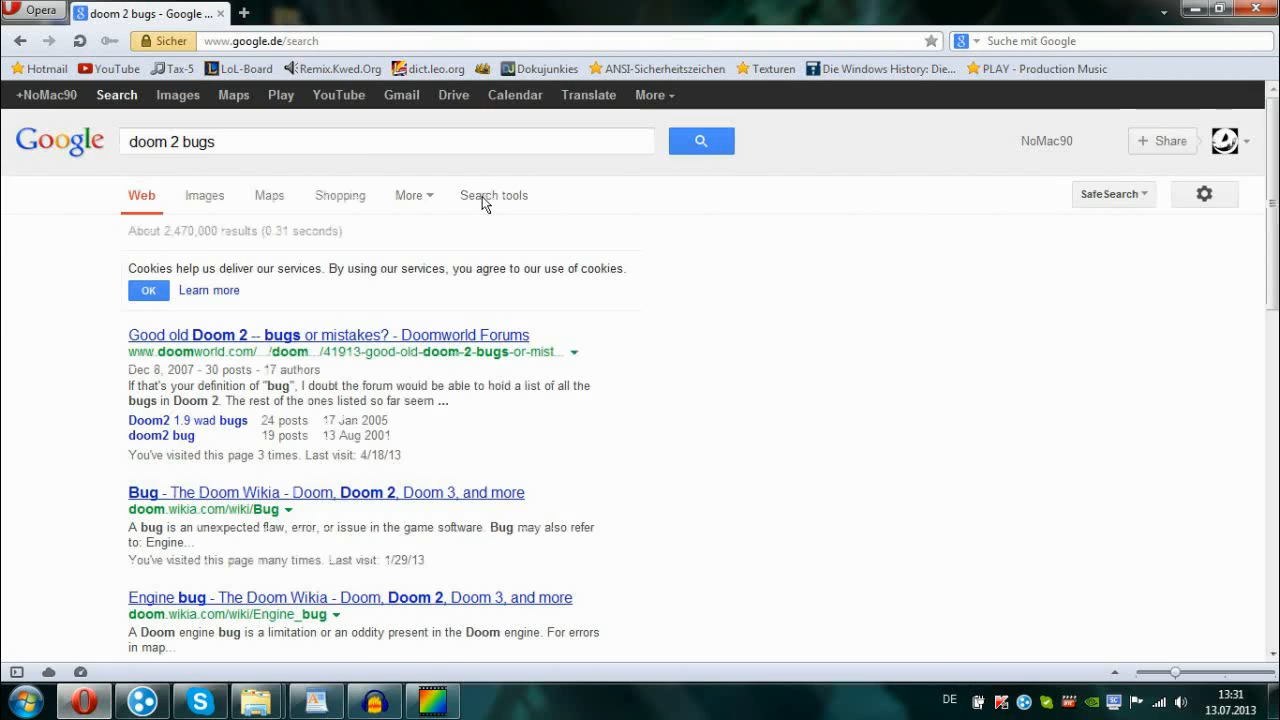 Opera
doom 2 bugs - Google ...
Sicher
www.google.de/search
Suche mit Google
Hotmail YouTube Tax-5 LoL-Board Remix.Kwed.Org dict.leo.org Dokujunkies ANSI-Sicherheitszeichen Texturen Die Windows History: Die... PLAY - Production Music
+NoMac90 Search Images Maps Play YouTube Gmail Drive Calendar Translate More
Google
doom 2 bugs
NoMac90
+ Share
Web Images Maps Shopping More Search tools
SafeSearch
About 2,470,000 results (0.31 seconds)
Cookies help us deliver our services. By using our services, you agree to our use of cookies.
OK Learn more
Good old Doom 2 -- bugs or mistakes? - Doomworld Forums
www.doomworld.com/.../doom.../41913-good-old-doom-2-bugs-or-mist...
Dec 8, 2007 - 30 posts - 17 authors
If that's your definition of "bug", I doubt the forum would be able to hold a list of all the
bugs in Doom 2. The rest of the ones listed so far seem ...
Doom2 1.9 wad bugs 24 posts 17 Jan 2005
doom2 bug 19 posts 13 Aug 2001
You've visited this page 3 times. Last visit: 4/18/13
Bug - The Doom Wikia - Doom, Doom 2, Doom 3, and more
doom.wikia.com/wiki/Bug
A bug is an unexpected flaw, error, or issue in the game software. Bug may also refer
to: Engine...
You've visited this page many times. Last visit: 1/29/13
Engine bug - The Doom Wikia - Doom, Doom 2, Doom 3, and more
doom.wikia.com/wiki/Engine_bug
A Doom engine bug is a limitation or an oddity present in the Doom engine. For errors
in map...
DE
13:31
13.07.2013